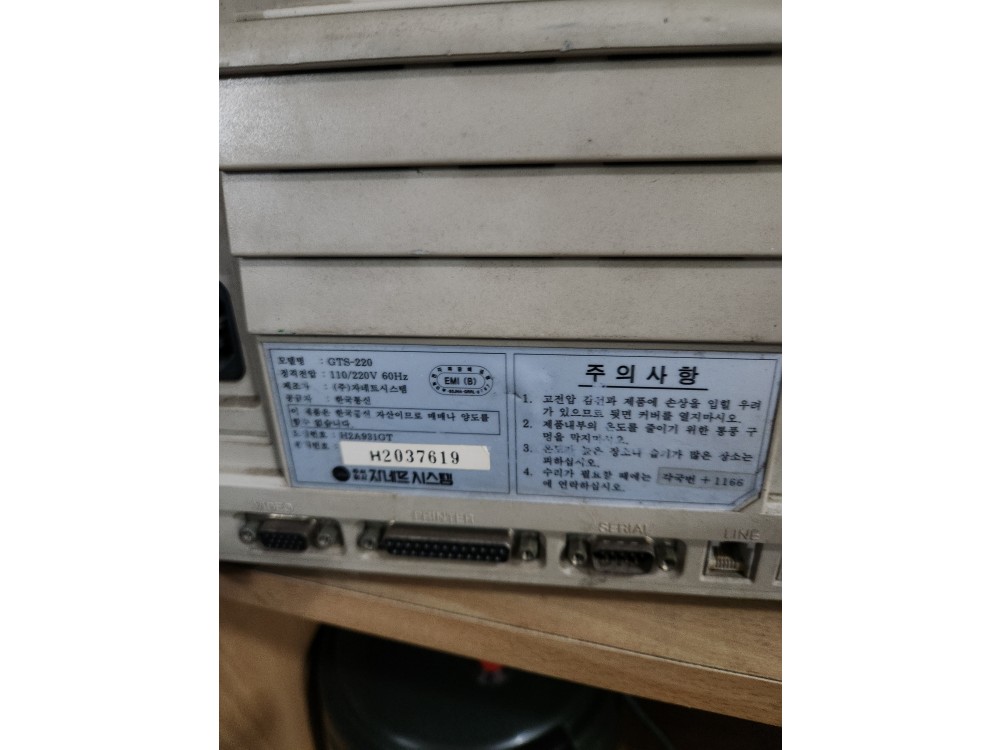 모델명 : GTS-220
정격전압 : 110/220V 60Hz
제조자 : (주)자네트시스템
공급자 : 한국통신
EMI (B)
이 제품은 한국통신 자산이므로 매매나 양도를
할수 없습니다.
H2A931GT
H2037619
자네트시스템
주의사항
1. 고전압 감전과 제품에 손상을 입힐 우려
가 있으므로 뒷면 커버를 열지마시오.
2. 제품내부의 온도를 줄이기 위한 통풍 구
멍을 막지마시오.
3. 온도가 높은 장소나 습기가 많은 장소는
피하십시오.
4. 수리가 필요할 때에는 각국번 + 1166
에 연락하십시오.
PRINTER
SERIAL
LINE